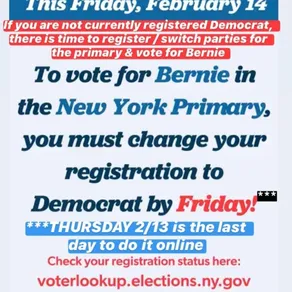 This Friday, February 14
If you are not currently registered Democrat,
there is time to register / switch parties for
the primary & vote for Bernie
To vote for Bernie in
the New York Primary,
you must change your
registration to
Democrat by Friday!***
***THURSDAY 2/13 is the last
day to do it online
Check your registration status here:
voterlookup.elections.ny.gov